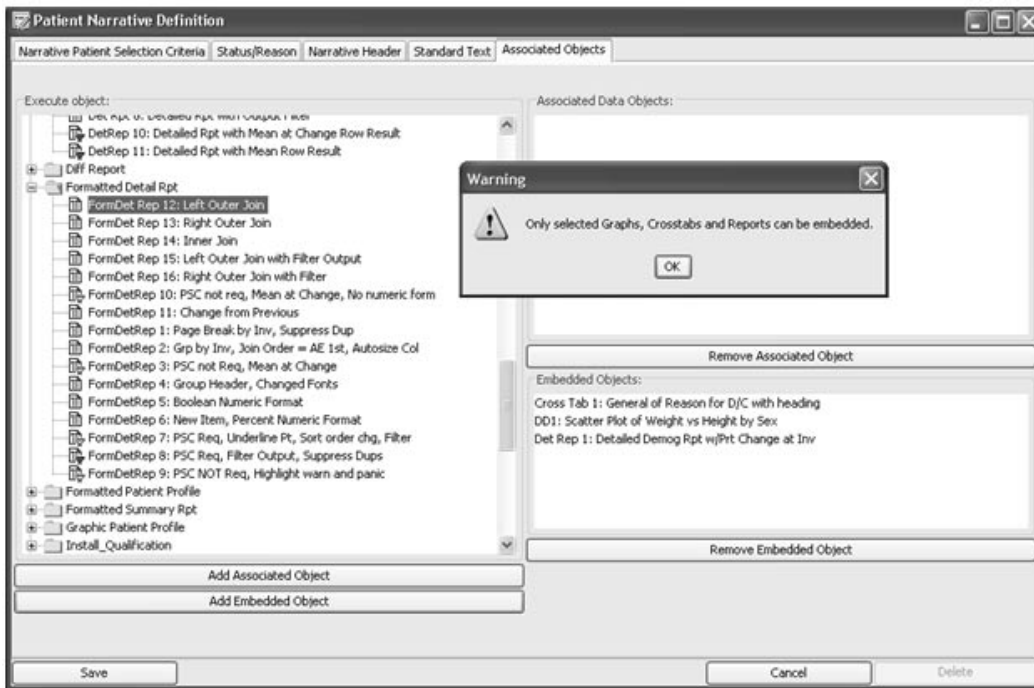 Patient Narrative Definition
Narrative Patient Selection Criteria
Status/Reason
Narrative Header
Standard Text
Associated Objects
Execute object:
Det Rpt 8: Detailed Rpt with Output Filter
DetRep 10: Detailed Rpt with Mean at Change Row Result
DetRep 11: Detailed Rpt with Mean Row Result
Diff Report
Formatted Detail Rpt
FormDet Rep 12: Left Outer Join
FormDet Rep 13: Right Outer Join
FormDet Rep 14: Inner Join
FormDet Rep 15: Left Outer Join with Filter Output
FormDet Rep 16: Right Outer Join with Filter
FormDetRep 10: PSC not req, Mean at Change, No numeric form
FormDetRep 11: Change from Previous
FormDetRep 1: Page Break by Inv, Suppress Dup
FormDetRep 2: Grp by Inv, Join Order = AE 1st, Autosize Col
FormDetRep 3: PSC not Req, Mean at Change
FormDetRep 4: Group Header, Changed Fonts
FormDetRep 5: Boolean Numeric Format
FormDetRep 6: New Item, Percent Numeric Format
FormDetRep 7: PSC Req, Underline Pt, Sort order chg, Filter
FormDetRep 8: PSC Req, Filter Output, Suppress Dups
FormDetRep 9: PSC NOT Req, Highlight warn and panic
Formatted Patient Profile
Formatted Summary Rpt
Graphic Patient Profile
Install_Qualification
Add Associated Object
Add Embedded Object
Associated Data Objects:
Warning
Only selected Graphs, Crosstabs and Reports can be embedded.
OK
Remove Associated Object
Embedded Objects:
Cross Tab 1: General of Reason for D/C with heading
DD1: Scatter Plot of Weight vs Height by Sex
Det Rep 1: Detailed Demog Rpt w/Prt Change at Inv
Remove Embedded Object
Save
Cancel
Delete